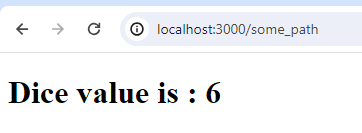 localhost:3000/some_path
Dice value is : 6